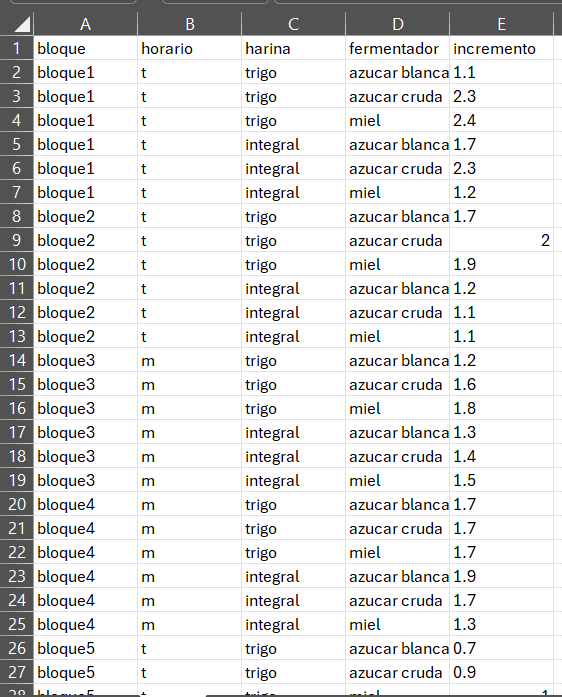 A B C D E
1 bloque horario harina fermentador incremento
2 bloque1 t trigo azucar blanca 1.1
3 bloque1 t trigo azucar cruda 2.3
4 bloque1 t trigo miel 2.4
5 bloque1 t integral azucar blanca 1.7
6 bloque1 t integral azucar cruda 2.3
7 bloque1 t integral miel 1.2
8 bloque2 t trigo azucar blanca 1.7
9 bloque2 t trigo azucar cruda 2
10 bloque2 t trigo miel 1.9
11 bloque2 t integral azucar blanca 1.2
12 bloque2 t integral azucar cruda 1.1
13 bloque2 t integral miel 1.1
14 bloque3 m trigo azucar blanca 1.2
15 bloque3 m trigo azucar cruda 1.6
16 bloque3 m trigo miel 1.8
17 bloque3 m integral azucar blanca 1.3
18 bloque3 m integral azucar cruda 1.4
19 bloque3 m integral miel 1.5
20 bloque4 m trigo azucar blanca 1.7
21 bloque4 m trigo azucar cruda 1.7
22 bloque4 m trigo miel 1.7
23 bloque4 m integral azucar blanca 1.9
24 bloque4 m integral azucar cruda 1.7
25 bloque4 m integral miel 1.3
26 bloque5 t trigo azucar blanca 0.7
27 bloque5 t trigo azucar cruda 0.9
28 bloque5 t trigo miel 1